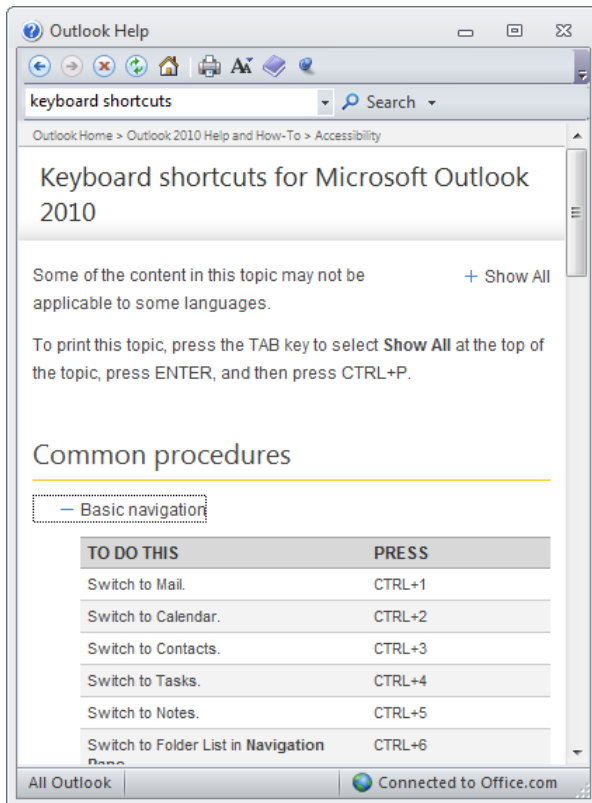 Outlook Help
keyboard shortcuts
Search
Outlook Home > Outlook 2010 Help and How-To > Accessibility
Keyboard shortcuts for Microsoft Outlook
2010
Some of the content in this topic may not be
applicable to some languages.
+ Show All
To print this topic, press the TAB key to select Show All at the top of
the topic, press ENTER, and then press CTRL+P.
Common procedures
− Basic navigation
TO DO THIS PRESS
Switch to Mail. CTRL+1
Switch to Calendar. CTRL+2
Switch to Contacts. CTRL+3
Switch to Tasks. CTRL+4
Switch to Notes. CTRL+5
Switch to Folder List in Navigation CTRL+6
Pane
All Outlook
Connected to Office.com